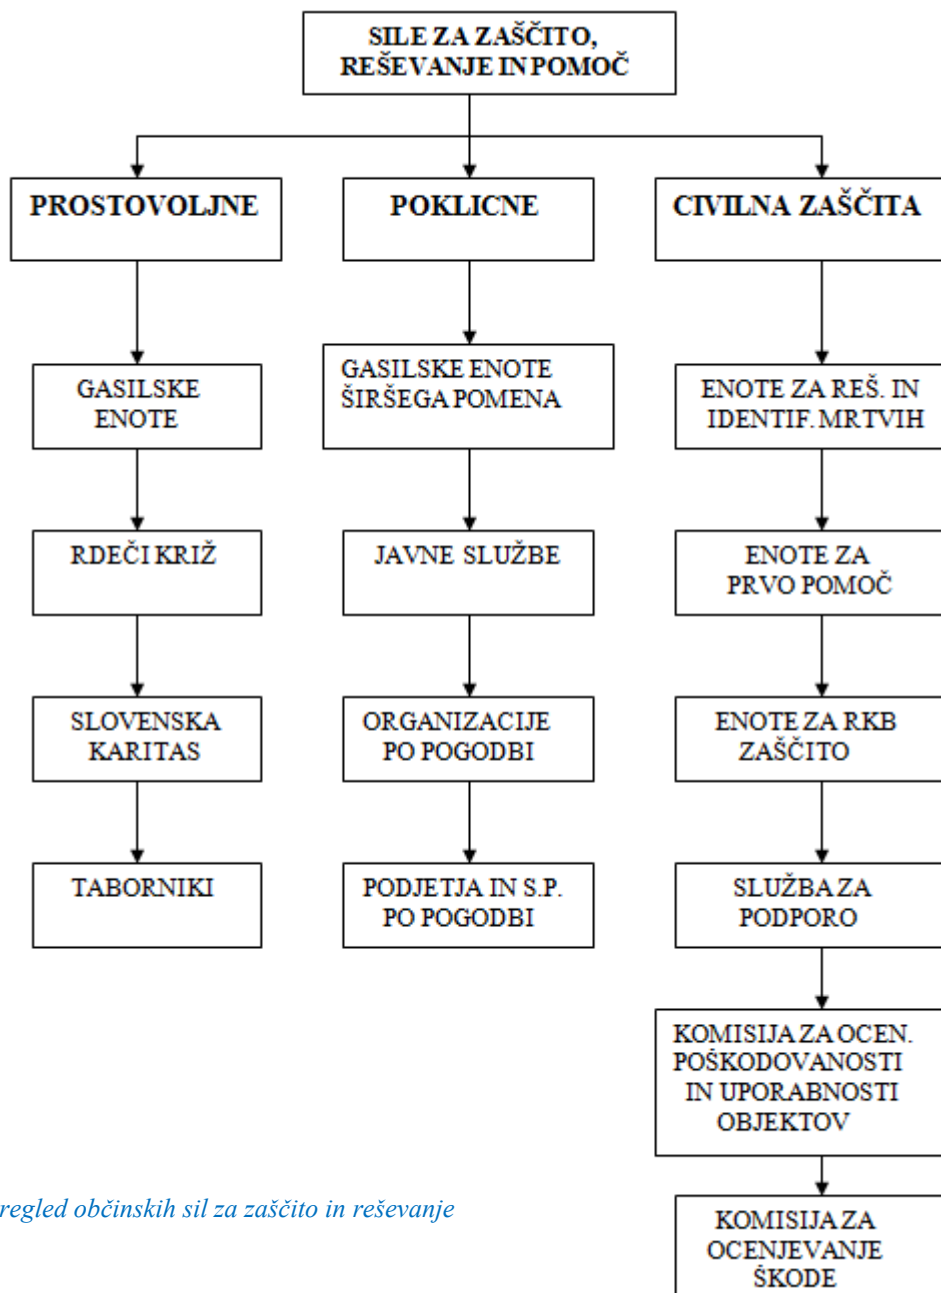 SILE ZA ZAŠČITO,
REŠEVANJE IN POMOČ
PROSTOVOLJNE
POKLICNE
CIVILNA ZAŠČITA
GASILSKE
ENOTE
GASILSKE ENOTE
ŠIRŠEGA POMENA
ENOTE ZA REŠ. IN
IDENTIF. MRTVIH
RDEČI KRIŽ
JAVNE SLUŽBE
ENOTE ZA
PRVO POMOČ
SLOVENSKA
KARITAS
ORGANIZACIJE
PO POGODBI
ENOTE ZA RKB
ZAŠČITO
TABORNIKI
PODJETJA IN S.P.
PO POGODBI
SLUŽBA ZA
PODPORO
KOMISIJA ZA OCEN.
POŠKODOVANOSTI
IN UPORABNOSTI
OBJEKTOV
regled občinskih sil za zaščito in reševanje
KOMISIJA ZA
OCENJEVANJE
ŠKODE